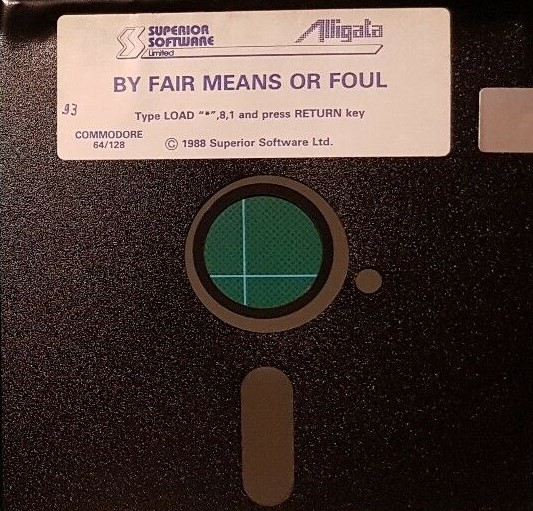 SUPERIOR
SOFTWARE
Limited
Alligata
BY FAIR MEANS OR FOUL
93
Type LOAD "*",8,1 and press RETURN key
COMMODORE
64/128
© 1988 Superior Software Ltd.